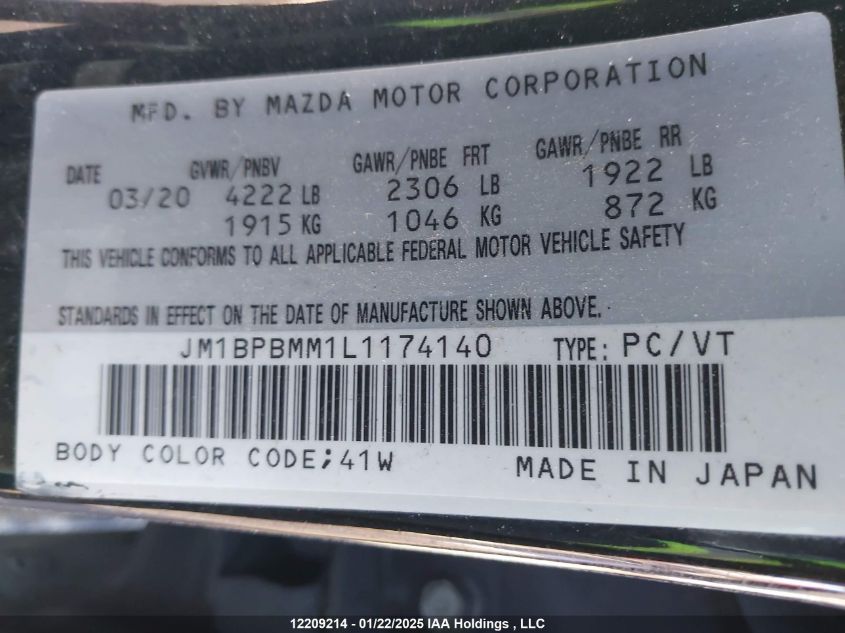 MFD. BY MAZDA MOTOR CORPORATION
DATE GVWR/PNBV GAWR/PNBE FRT GAWR/PNBE RR
03/20 4222 LB 2306 LB 1922 LB
1915 KG 1046 KG 872 KG
THIS VEHICLE CONFORMS TO ALL APPLICABLE FEDERAL MOTOR VEHICLE SAFETY
STANDARDS IN EFFECT ON THE DATE OF MANUFACTURE SHOWN ABOVE.
JM1BPBMM1L1174140 TYPE: PC/VT
BODY COLOR CODE;41W MADE IN JAPAN
12209214 - 01/22/2025 IAA Holdings , LLC